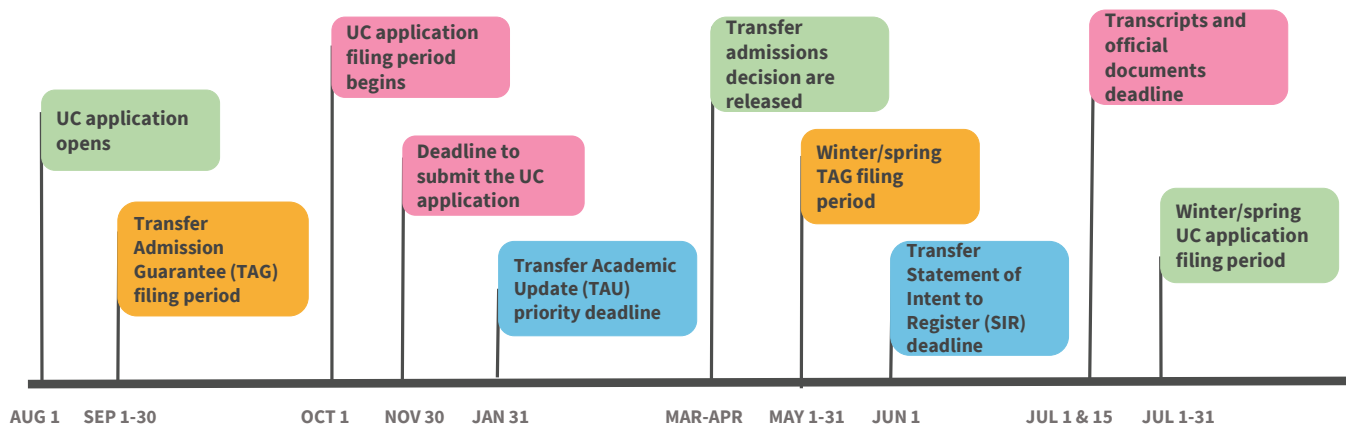 UC application
opens
Transfer
Admission
Guarantee (TAG)
filing period
UC application
filing period
begins
Deadline to
submit the UC
application
Transfer Academic
Update (TAU)
priority deadline
Transfer
admissions
decision are
released
Winter/spring
TAG filing
period
Transfer
Statement of
Intent to
Register (SIR)
deadline
Transcripts and
official
documents
deadline
Winter/spring
UC application
filing period
AUG 1 SEP 1-30 OCT 1 NOV 30 JAN 31 MAR-APR MAY 1-31 JUN 1 JUL 1 & 15 JUL 1-31